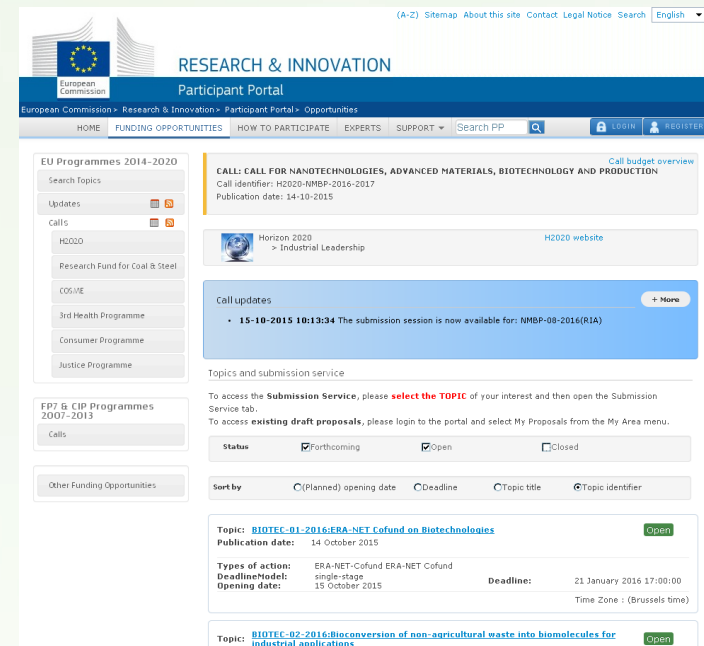 (A-Z) Sitemap About this site Contact Legal Notice Search English
European
Commission
RESEARCH & INNOVATION
Participant Portal
European Commission > Research & Innovation > Participant Portal > Opportunities
HOME FUNDING OPPORTUNITIES HOW TO PARTICIPATE EXPERTS SUPPORT Search PP LOGIN REGISTER
EU Programmes 2014-2020
Search Topics
Updates
Calls
H2020
Research Fund for Coal & Steel
COSME
3rd Health Programme
Consumer Programme
Justice Programme
FP7 & CIP Programmes
2007-2013
Calls
Other Funding Opportunities
Call budget overview
CALL: CALL FOR NANOTECHNOLOGIES, ADVANCED MATERIALS, BIOTECHNOLOGY AND PRODUCTION
Call identifier: H2020-NMBP-2016-2017
Publication date: 14-10-2015
Horizon 2020 H2020 website
> Industrial Leadership
Call updates + More
• 15-10-2015 10:13:34 The submission session is now available for: NMBP-08-2016(RIA)
Topics and submission service
To access the Submission Service, please select the TOPIC of your interest and then open the Submission
Service tab.
To access existing draft proposals, please login to the portal and select My Proposals from the My Area menu.
Status Forthcoming Open Closed
Sort by (Planned) opening date Deadline Topic title Topic identifier
Topic: BIOTEC-01-2016:ERA-NET Cofund on Biotechnologies Open
Publication date: 14 October 2015
Types of action: ERA-NET-Cofund ERA-NET Cofund
DeadlineModel: single-stage Deadline: 21 January 2016 17:00:00
Opening date: 15 October 2015
Time Zone : (Brussels time)
Topic: BIOTEC-02-2016:Bioconversion of non-agricultural waste into biomolecules for Open
industrial applications